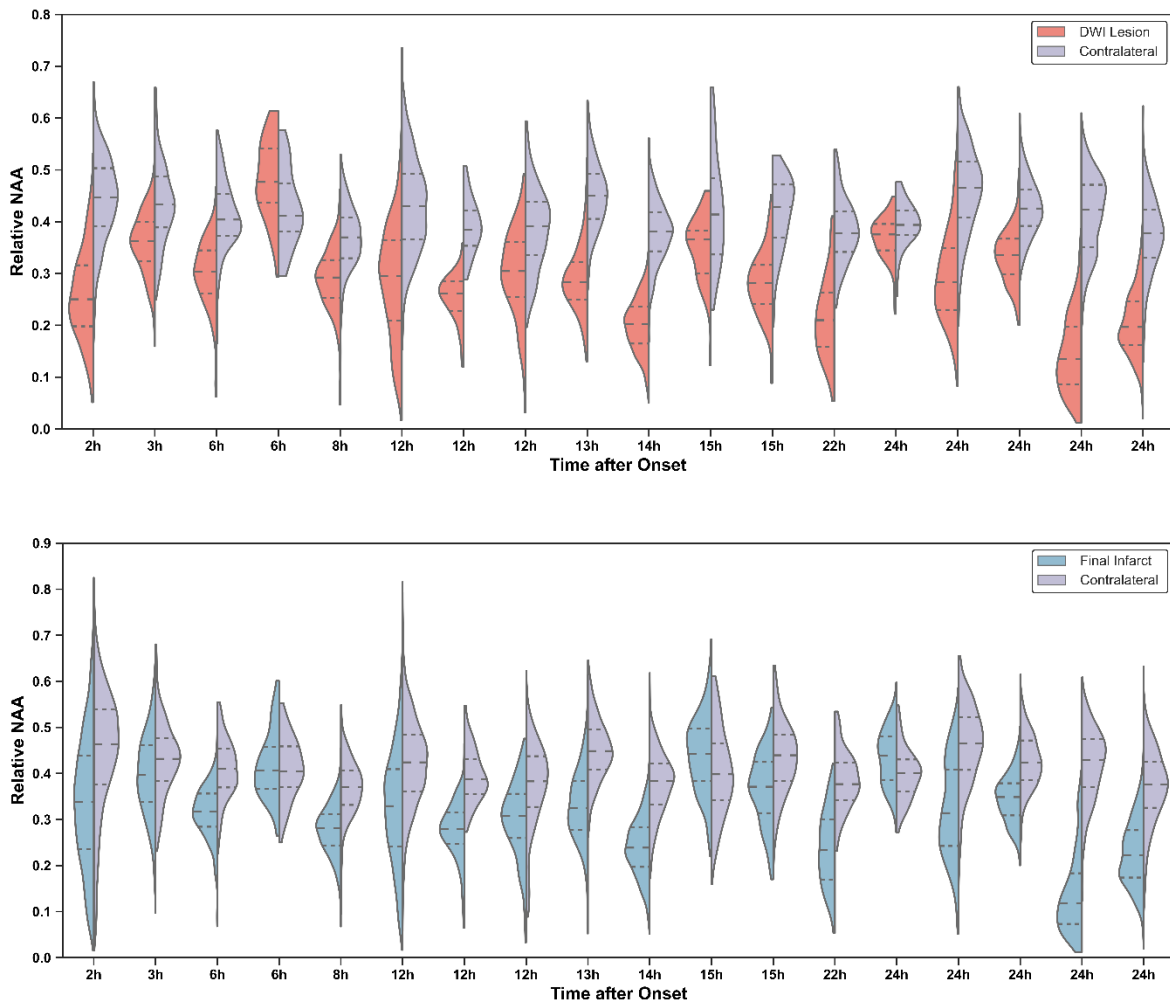 0.8
0.7
0.6
0.5
0.4
0.3
0.2
0.1
0.0
Relative NAA
DWI Lesion
Contralateral
2h 3h 6h 6h 8h 12h 12h 12h 13h 14h 15h 15h 22h 24h 24h 24h 24h 24h
Time after Onset
0.9
0.8
0.7
0.6
0.5
0.4
0.3
0.2
0.1
0.0
Relative NAA
Final Infarct
Contralateral
2h 3h 6h 6h 8h 12h 12h 12h 13h 14h 15h 15h 22h 24h 24h 24h 24h 24h
Time after Onset